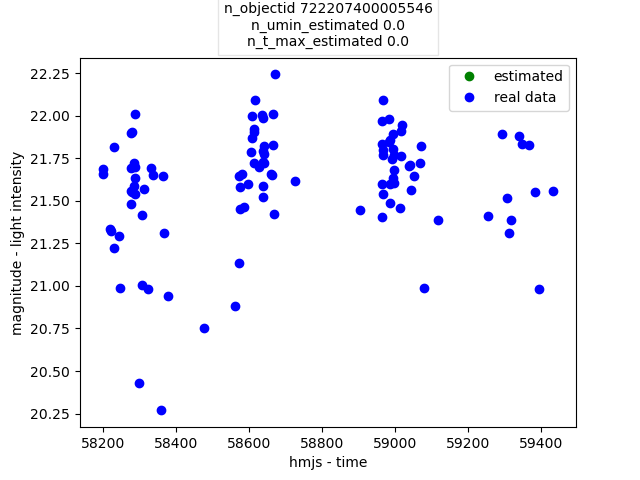 n_objectid 722207400005546
n_umin_estimated 0.0
n_t_max_estimated 0.0
estimated
real data
magnitude - light intensity
22.25
22.00
21.75
21.50
21.25
21.00
20.75
20.50
20.25
58200 58400 58600 58800 59000 59200 59400
hmjs - time